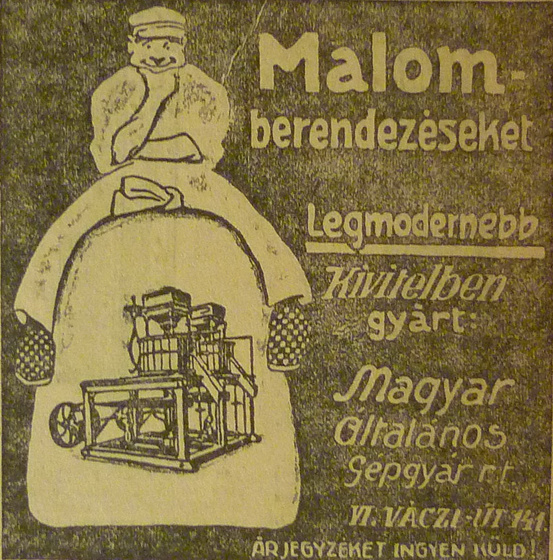 Malom-
berendezéseket
Legmodernebb
Kivitelben
gyárt:
Magyar
Általános
Gépgyár r.t.
VI. VÁCZI-ÚT 141
ÁRJEGYZÉKET INGYEN KÜLD!